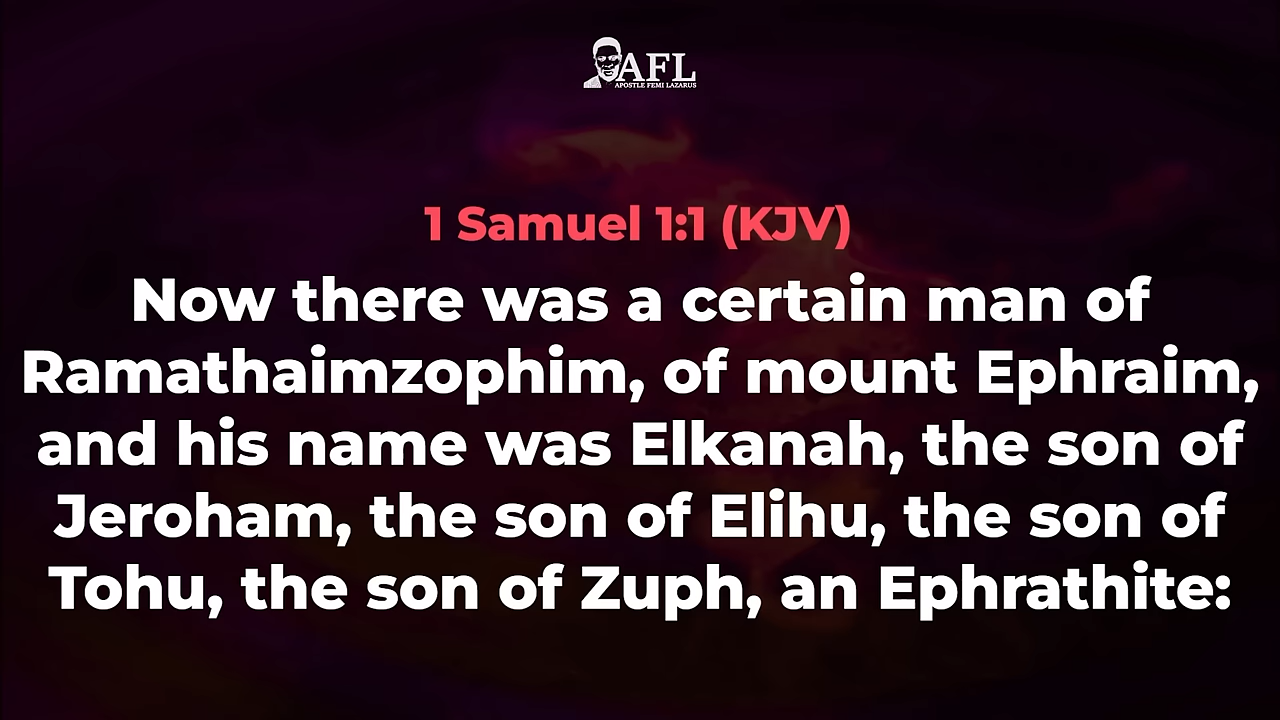 AFL
APOSTLE FEMI LAZARUS
1 Samuel 1:1 (KJV)
Now there was a certain man of
Ramathaimzophim, of mount Ephraim,
and his name was Elkanah, the son of
Jeroham, the son of Elihu, the son of
Tohu, the son of Zuph, an Ephrathite: